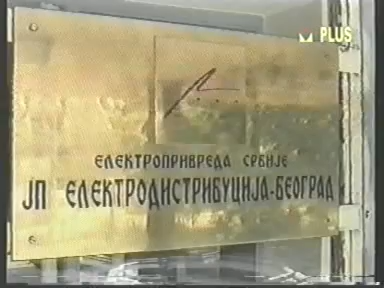 PLUS
ЕЛЕКТРОПРИВРЕДА СРБИЈЕ
ЈП ЕЛЕКТРОДИСТРИБУЦИЈА-БЕОГРАД